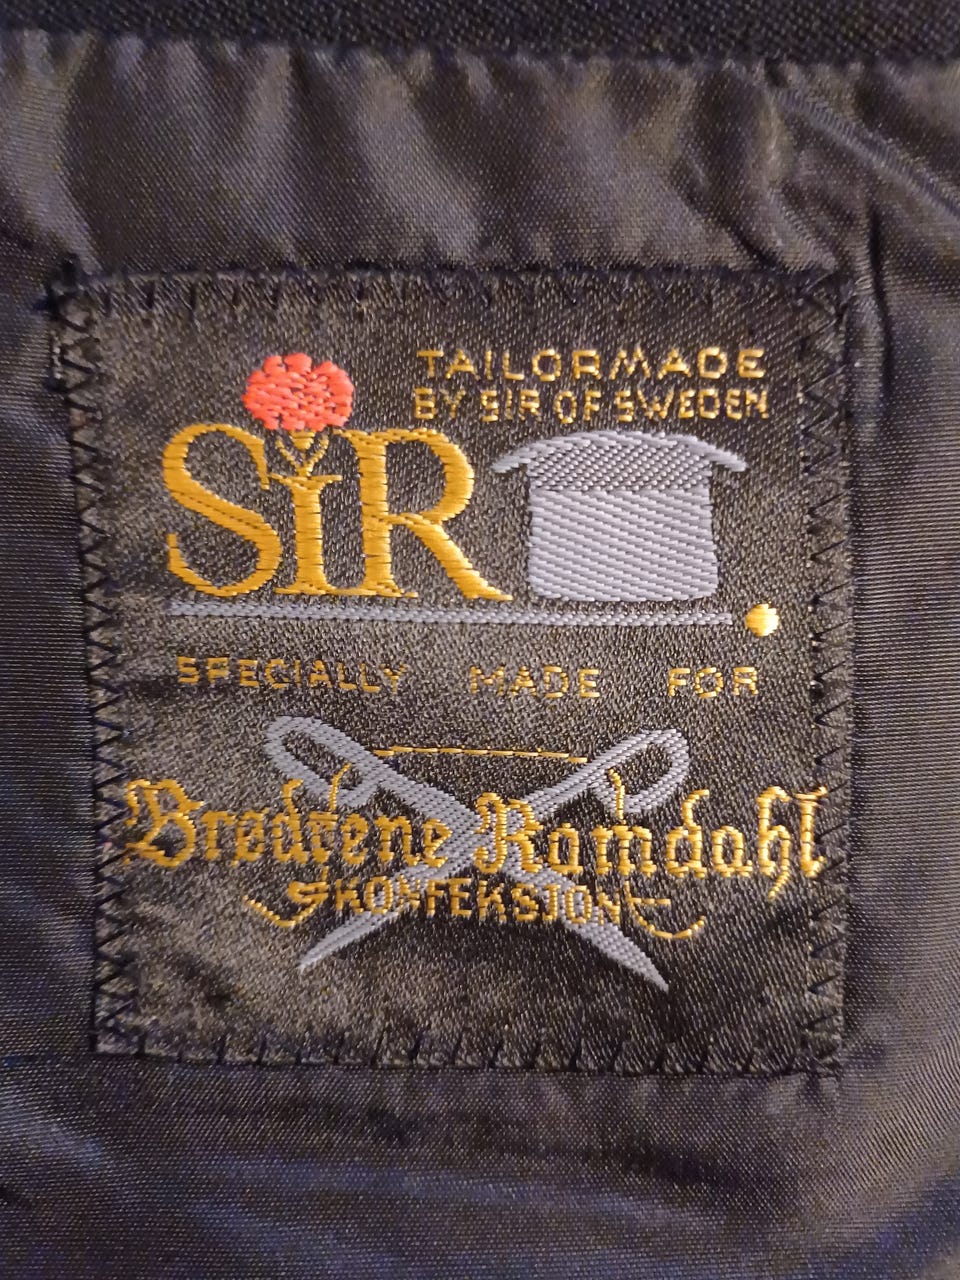 TAILORMADE
BY SIR OF SWEDEN
SIR
SPECIALLY MADE FOR
Brødrene Ramdahl
KONFEKSJON